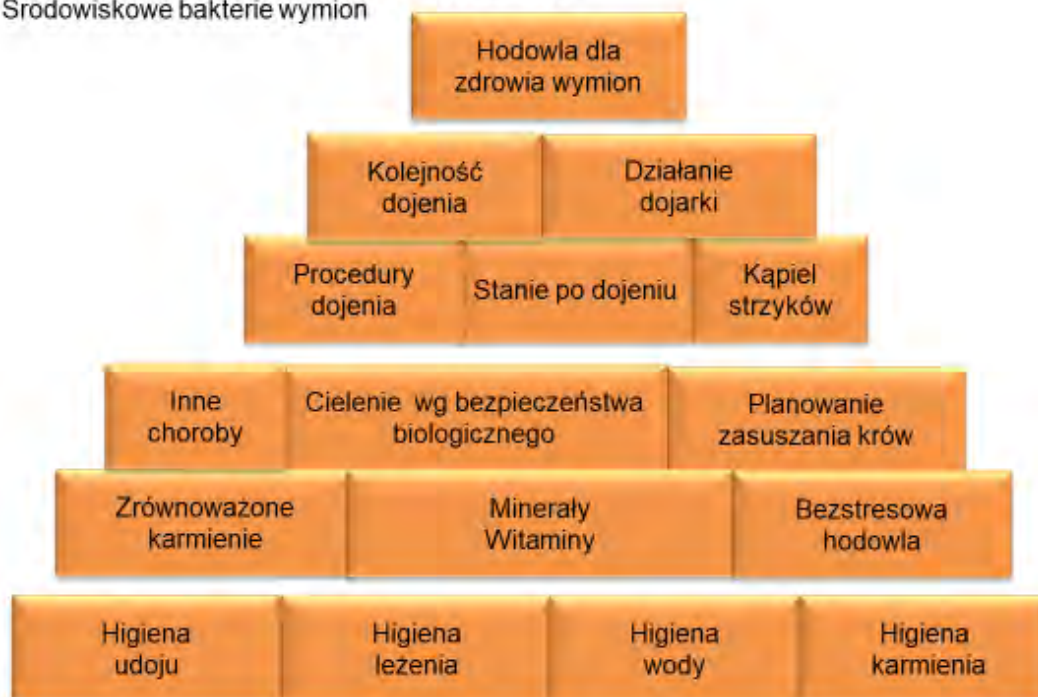 Środowiskowe bakterie wymion
Hodowla dla
zdrowia wymion
Kolejność
dojenia
Działanie
dojarki
Procedury
dojenia
Stanie po dojeniu
Kąpiel
strzyków
Inne
choroby
Cielenie wg bezpieczeństwa
biologicznego
Planowanie
zasuszania krów
Zrównoważone
karmienie
Minerały
Witaminy
Bezstresowa
hodowla
Higiena
udoju
Higiena
leżenia
Higiena
wody
Higiena
karmienia